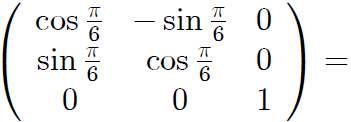 cos π/6 − sin π/6 0
sin π/6 cos π/6 0 =
0 0 1